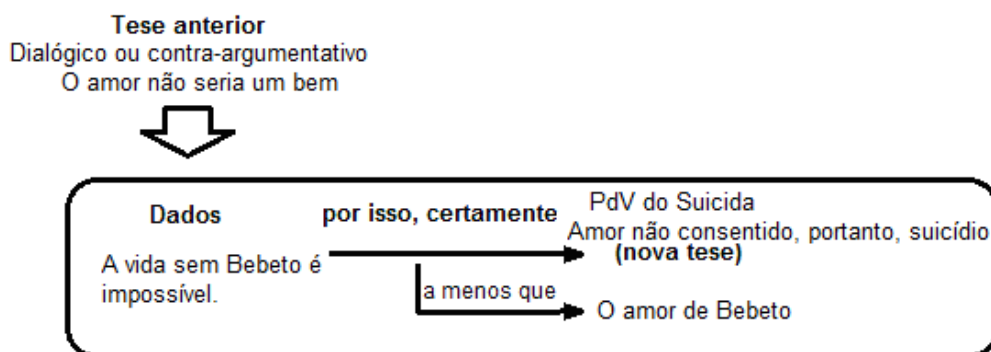 Tese anterior
Dialógico ou contra-argumentativo
O amor não seria um bem
Dados
A vida sem Bebeto é
impossível.
por isso, certamente
a menos que
PdV do Suicida
Amor não consentido, portanto, suicídio
(nova tese)
O amor de Bebeto